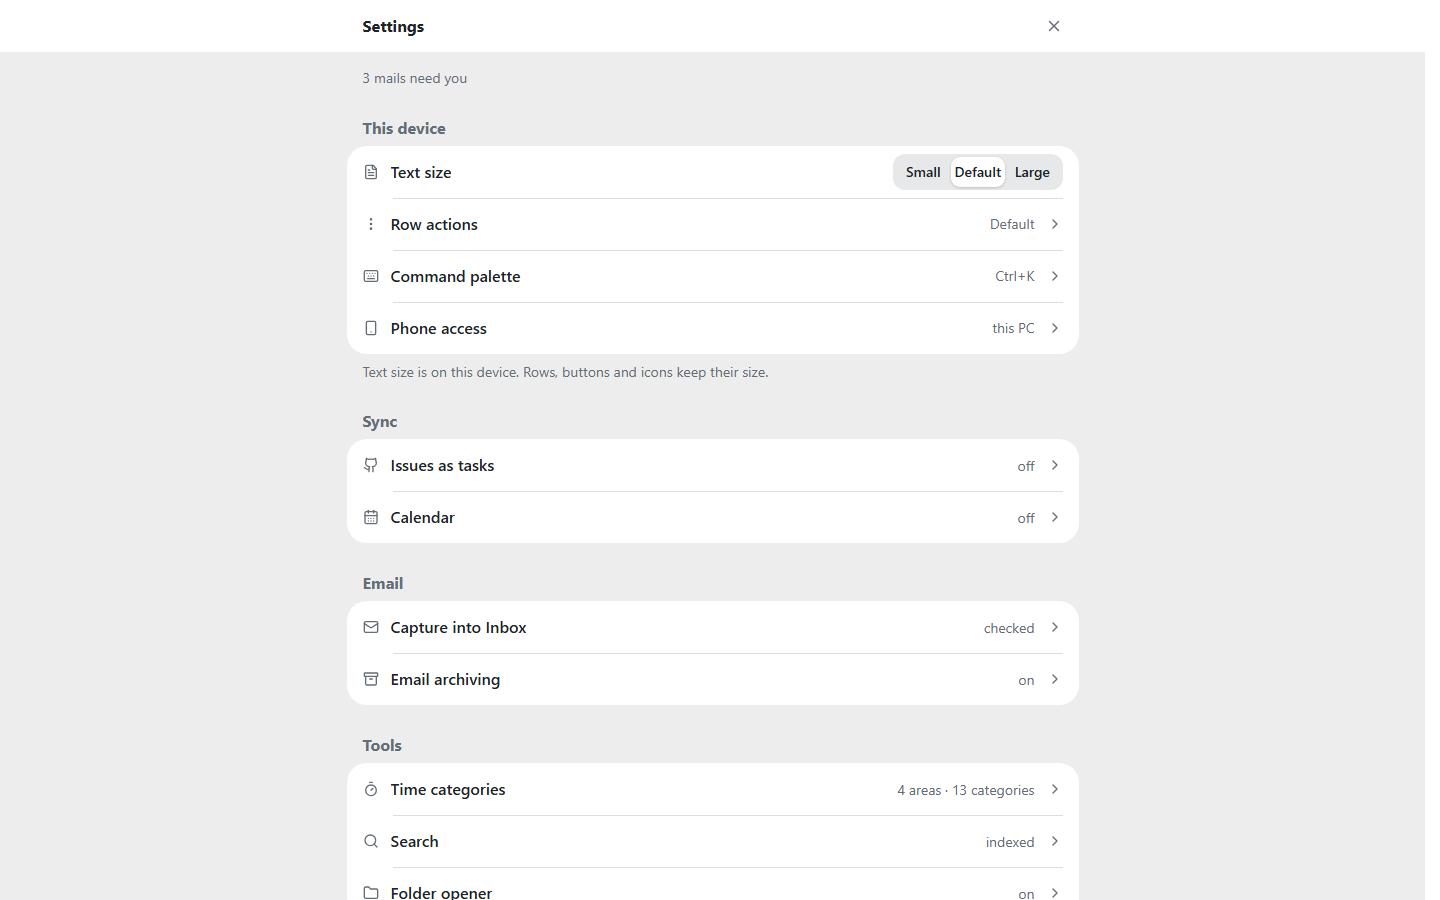 Settings
3 mails need you
This device
Text size Small Default Large
Row actions Default
Command palette Ctrl+K
Phone access this PC
Text size is on this device. Rows, buttons and icons keep their size.
Sync
Issues as tasks off
Calendar off
Email
Capture into Inbox checked
Email archiving on
Tools
Time categories 4 areas · 13 categories
Search indexed
Folder opener on